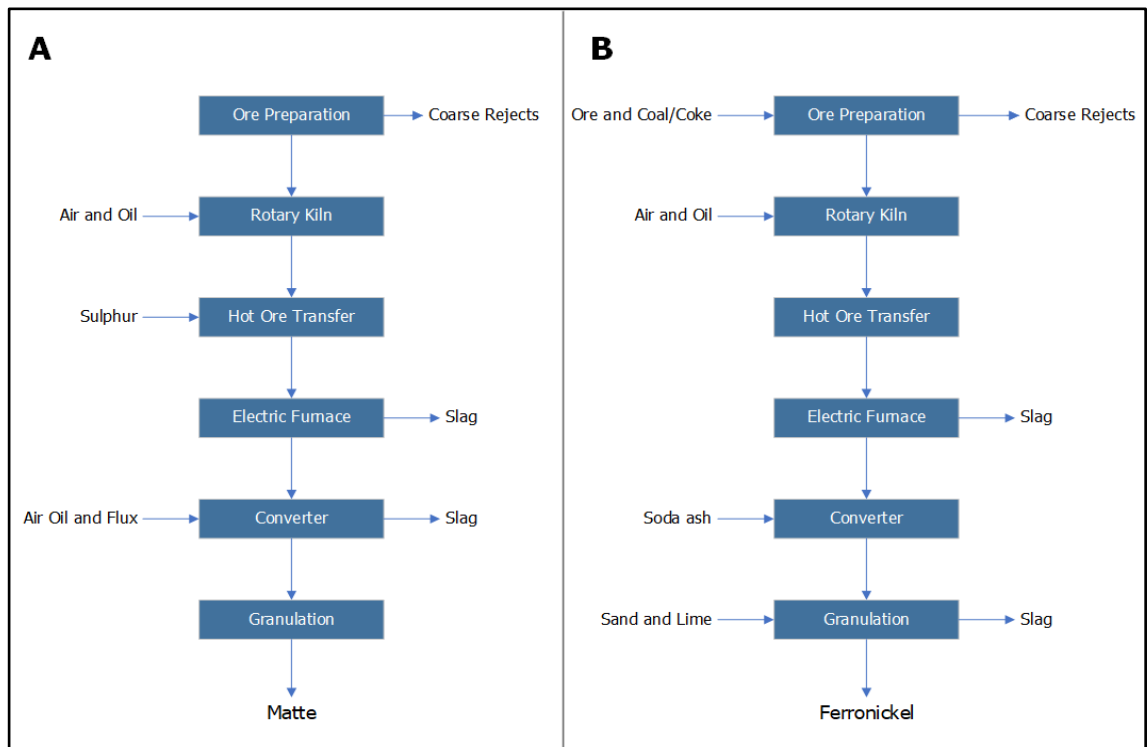 A
Ore Preparation
Coarse Rejects
Air and Oil
Rotary Kiln
Sulphur
Hot Ore Transfer
Electric Furnace
Slag
Air Oil and Flux
Converter
Slag
Granulation
Matte
B
Ore and Coal/Coke
Ore Preparation
Coarse Rejects
Air and Oil
Rotary Kiln
Hot Ore Transfer
Electric Furnace
Slag
Soda ash
Converter
Sand and Lime
Granulation
Slag
Ferronickel